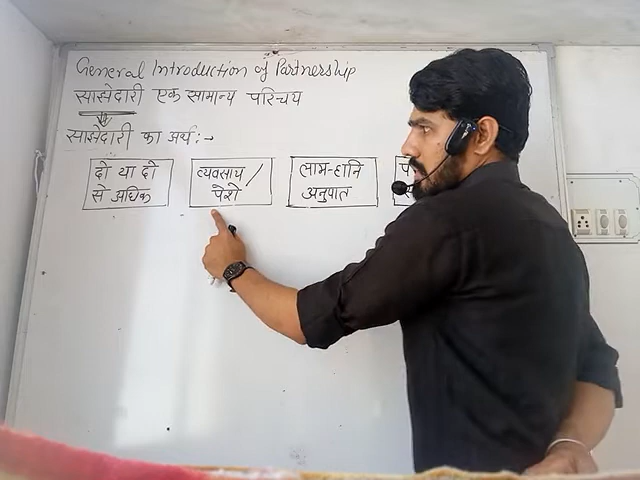 General Introduction of Partnership
साझेदारी एक सामान्य परिचय
साझेदारी का अर्थ :-
दो या दो
से अधिक
व्यवसाय /
पेशे
लाभ-हानि
अनुपात